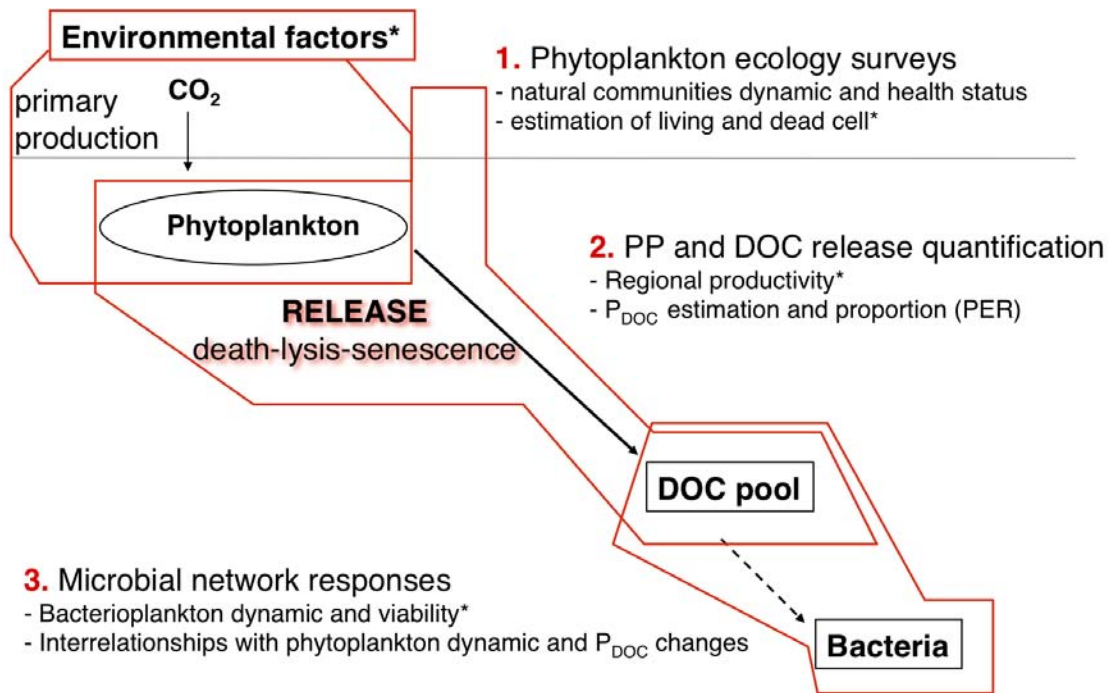 Environmental factors*
1. Phytoplankton ecology surveys
- natural communities dynamic and health status
- estimation of living and dead cell*
primary
production
CO₂
Phytoplankton
2. PP and DOC release quantification
- Regional productivity*
- P_DOC estimation and proportion (PER)
RELEASE
death-lysis-senescence
DOC pool
3. Microbial network responses
- Bacterioplankton dynamic and viability*
- Interrelationships with phytoplankton dynamic and P_DOC changes
Bacteria